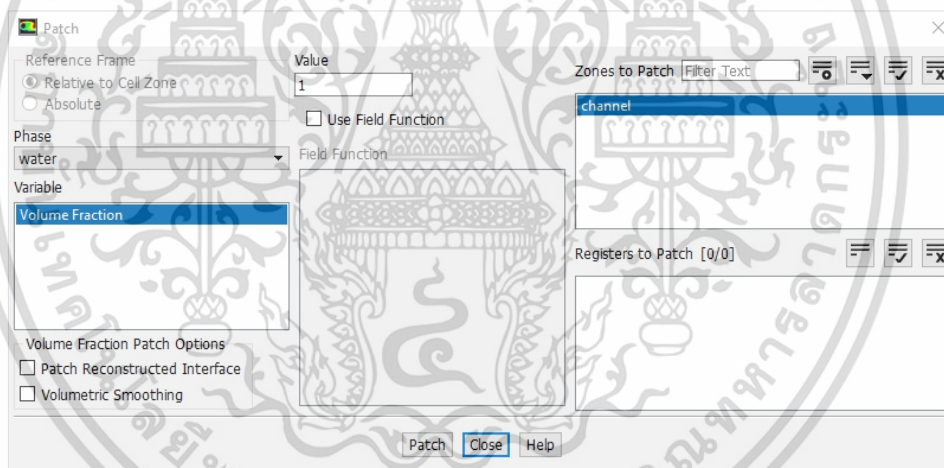 Patch
Reference Frame
Relative to Cell Zone
Absolute
Phase
water
Variable
Volume Fraction
Volume Fraction Patch Options
Patch Reconstructed Interface
Volumetric Smoothing
Value
1
Use Field Function
Field Function
Zones to Patch Filter Text
channel
Registers to Patch [0/0]
Patch Close Help